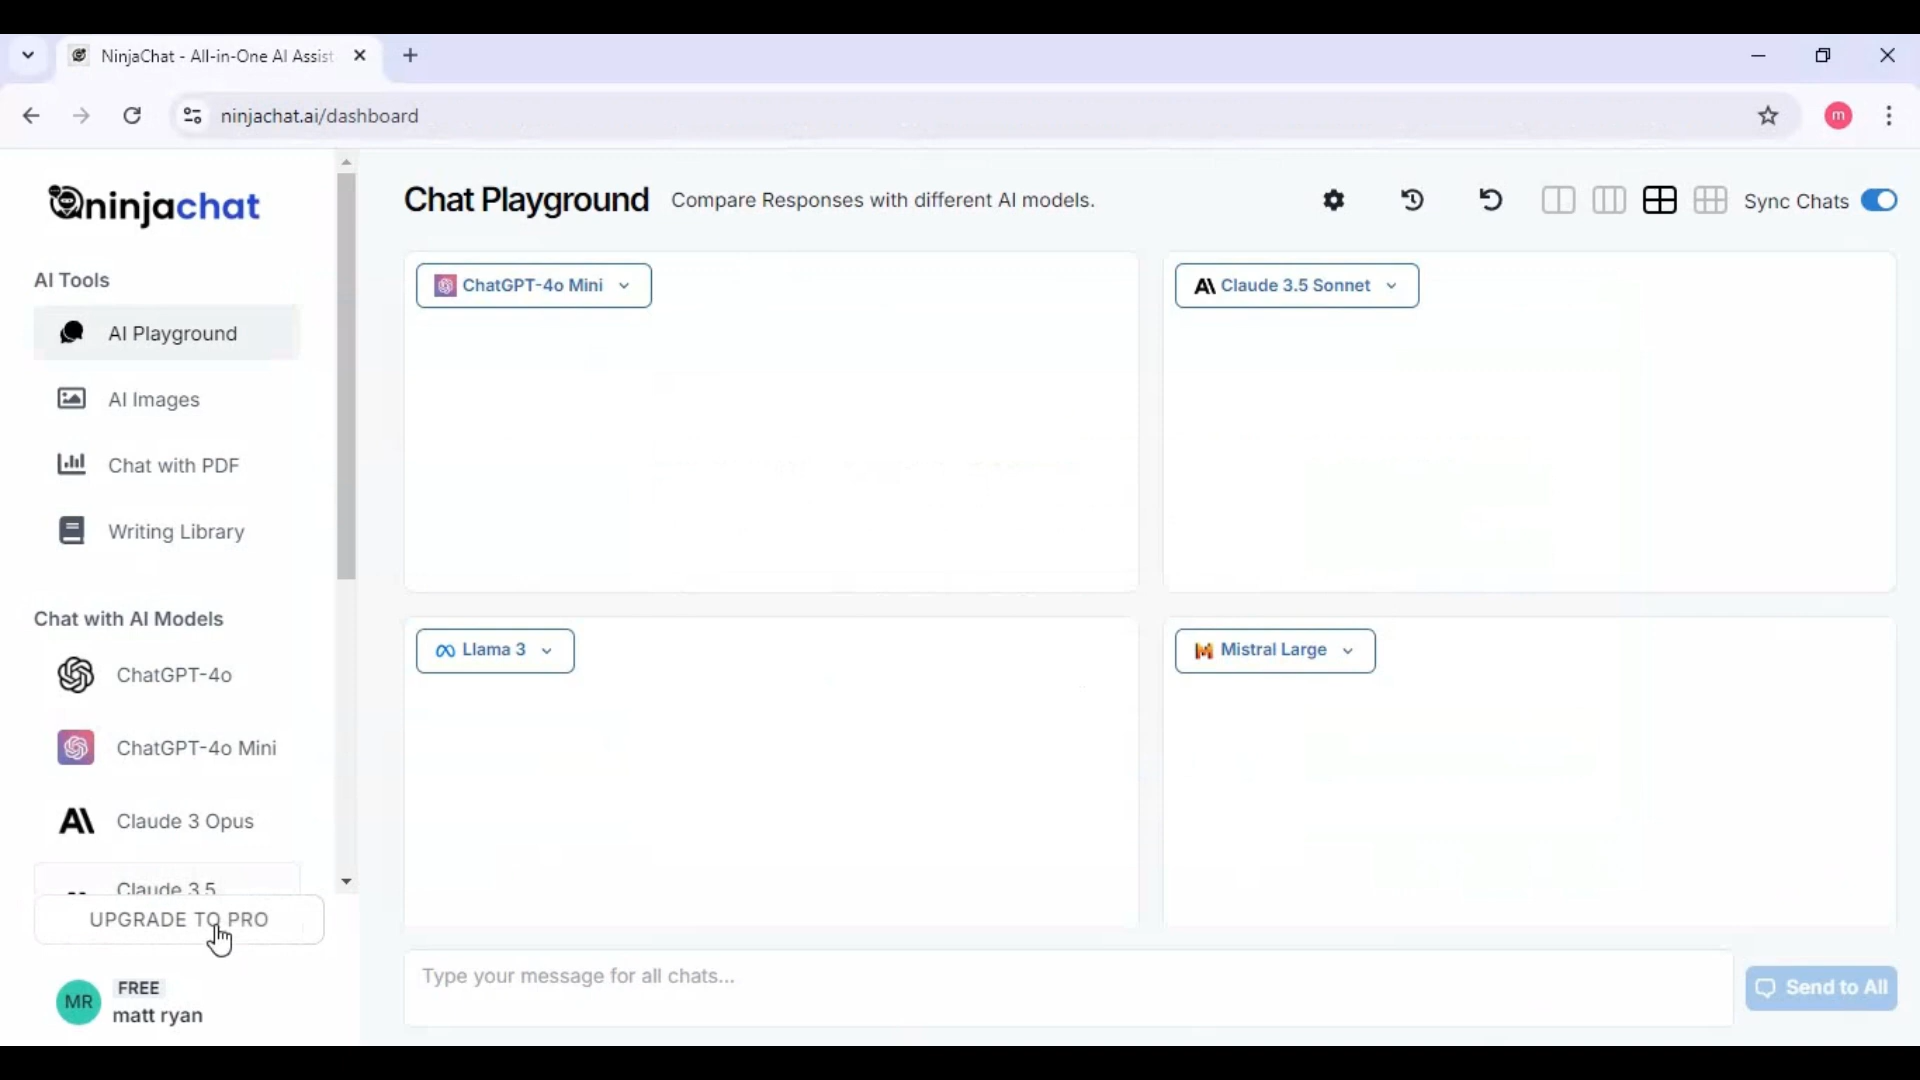 NinjaChat - All-in-One AI Assist
ninjachat.ai/dashboard
ninjachat
AI Tools
AI Playground
AI Images
Chat with PDF
Writing Library
Chat with AI Models
ChatGPT-4o
ChatGPT-4o Mini
Claude 3 Opus
Claude 3.5
UPGRADE TO PRO
MR
FREE
matt ryan
m
Chat Playground
Compare Responses with different AI models.
Sync Chats
ChatGPT-4o Mini
Claude 3.5 Sonnet
Llama 3
Mistral Large
Type your message for all chats...
Send to All